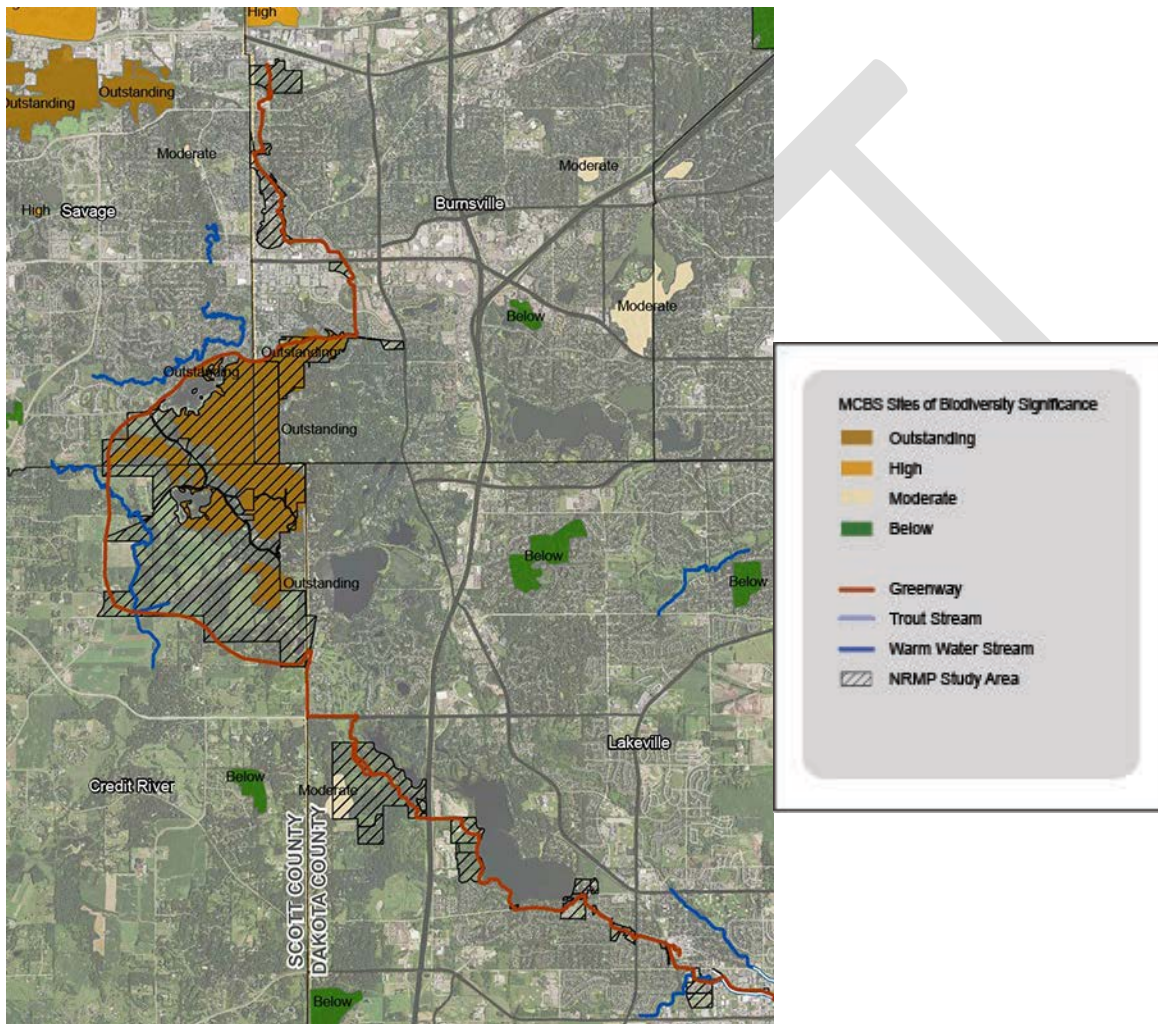 High
Outstanding
Outstanding
Moderate
Moderate
High
Savage
Burnsville
Moderate
Below
Outstanding
Outstanding
Outstanding
Below
Below
Outstanding
Lakeville
Credit River
Below
Moderate
SCOTT COUNTY
DAKOTA COUNTY
Below
MCBS Sites of Biodiversity Significance
Outstanding
High
Moderate
Below
Greenway
Trout Stream
Warm Water Stream
NRMP Study Area
T